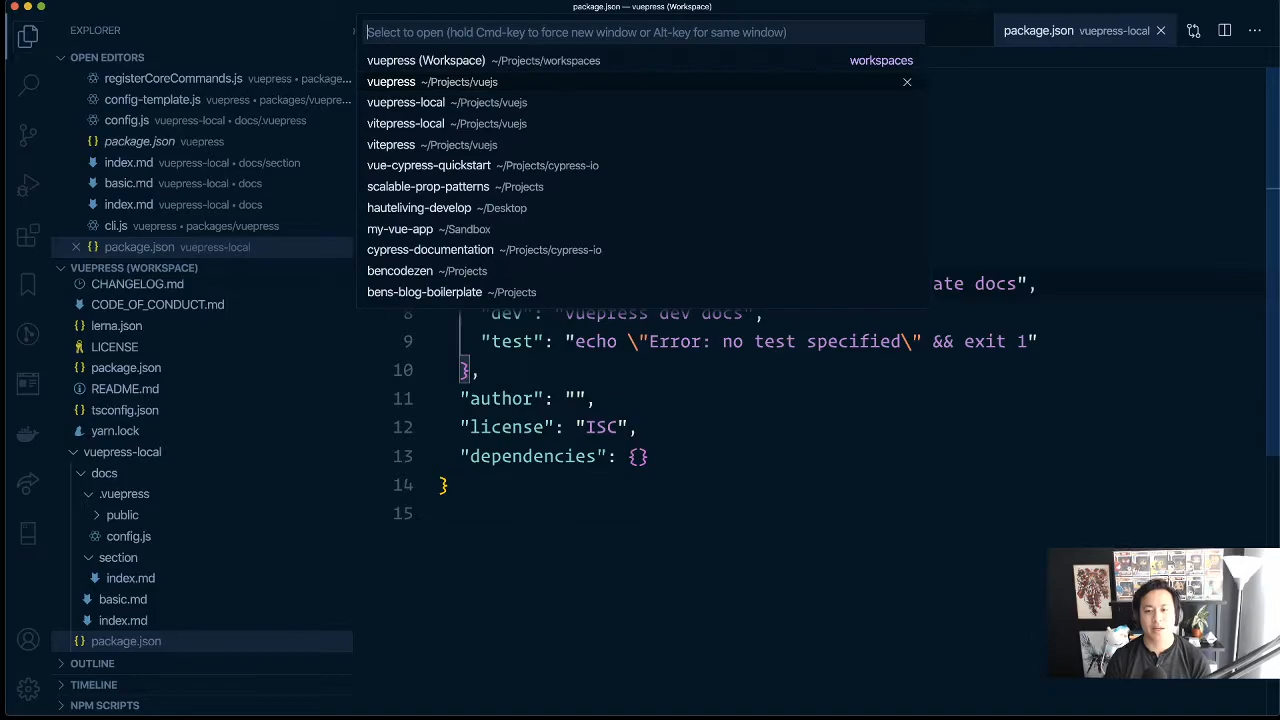 package.json — vuepress (Workspace)
EXPLORER
OPEN EDITORS
registerCoreCommands.js vuepress • package...
config-template.js vuepress • packages/vuepre...
config.js vuepress-local • docs/.vuepress
package.json vuepress
index.md vuepress-local • docs/section
basic.md vuepress-local • docs
index.md vuepress-local • docs
cli.js vuepress • packages/vuepress
package.json vuepress-local
VUEPRESS (WORKSPACE)
CHANGELOG.md
CODE_OF_CONDUCT.md
lerna.json
LICENSE
package.json
README.md
tsconfig.json
yarn.lock
vuepress-local
docs
.vuepress
public
config.js
section
index.md
basic.md
index.md
package.json
OUTLINE
TIMELINE
NPM SCRIPTS
Select to open (hold Cmd-key to force new window or Alt-key for same window)
vuepress (Workspace) ~/Projects/workspaces workspaces
vuepress ~/Projects/vuejs
vuepress-local ~/Projects/vuejs
vitepress-local ~/Projects/vuejs
vitepress ~/Projects/vuejs
vue-cypress-quickstart ~/Projects/cypress-io
scalable-prop-patterns ~/Projects
hauteliving-develop ~/Desktop
my-vue-app ~/Sandbox
cypress-documentation ~/Projects/cypress-io
bencodezen ~/Projects
bens-blog-boilerplate ~/Projects
package.json vuepress-local
ate docs",
8 "dev": "vuepress dev docs",
9 "test": "echo \"Error: no test specified\" && exit 1"
10 },
11 "author": "",
12 "license": "ISC",
13 "dependencies": {}
14 }
15